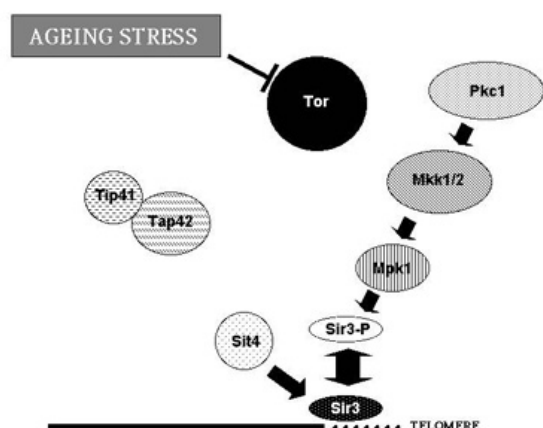 AGEING STRESS
Tor
Pkc1
Mkk1/2
Tip41
Tap42
Mpk1
Sir3-P
Sit4
Sir3
TELOMERE